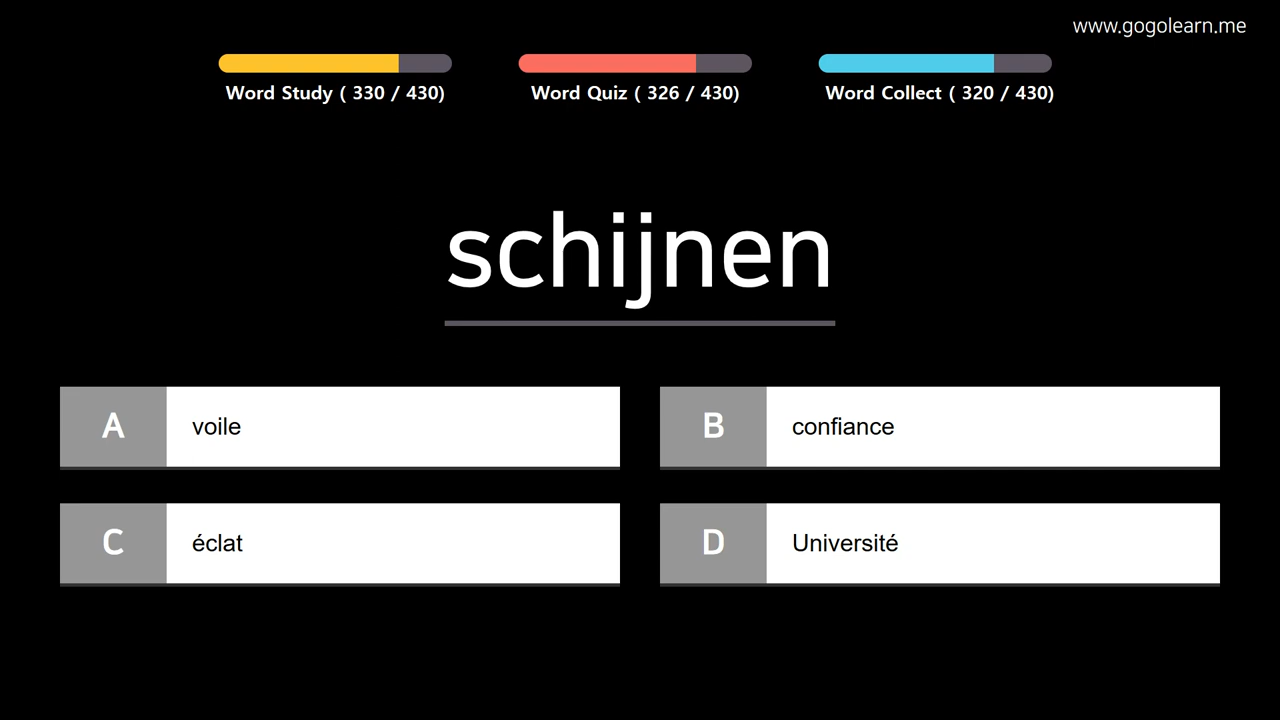 www.gogolearn.me
Word Study ( 330 / 430)
Word Quiz ( 326 / 430)
Word Collect ( 320 / 430)
schijnen
A voile
B confiance
C éclat
D Université